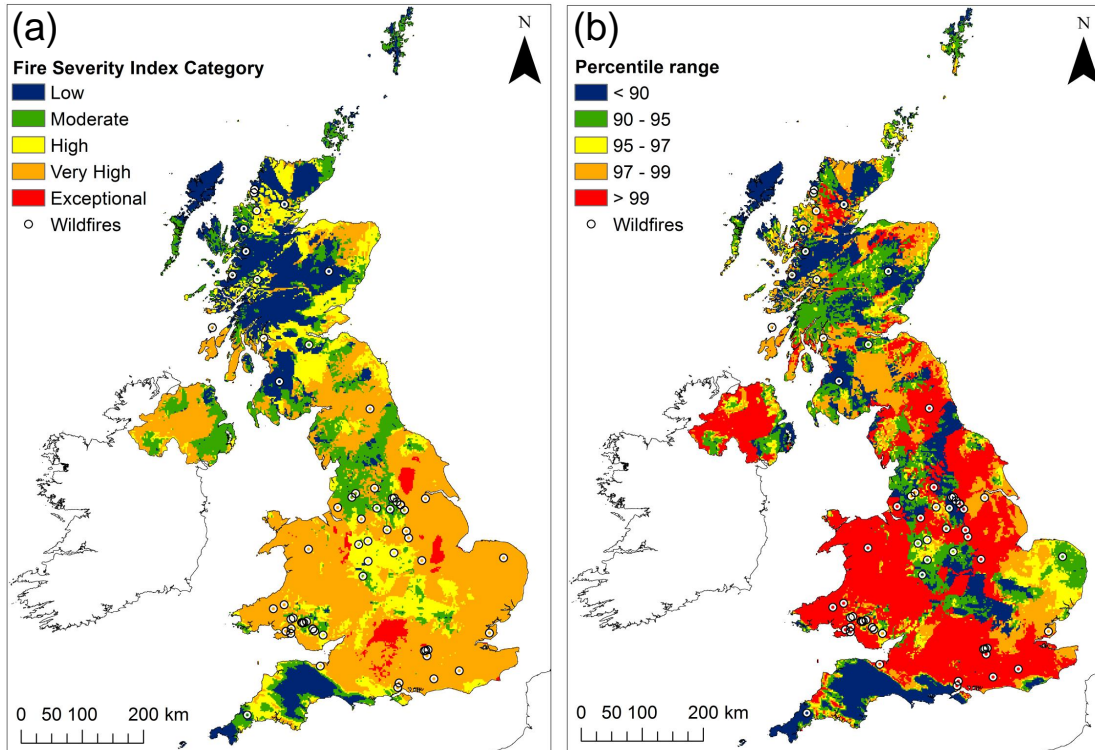 (a)
N
Fire Severity Index Category
Low
Moderate
High
Very High
Exceptional
Wildfires
0 50 100 200 km
(b)
N
Percentile range
< 90
90 - 95
95 - 97
97 - 99
> 99
Wildfires
0 50 100 200 km